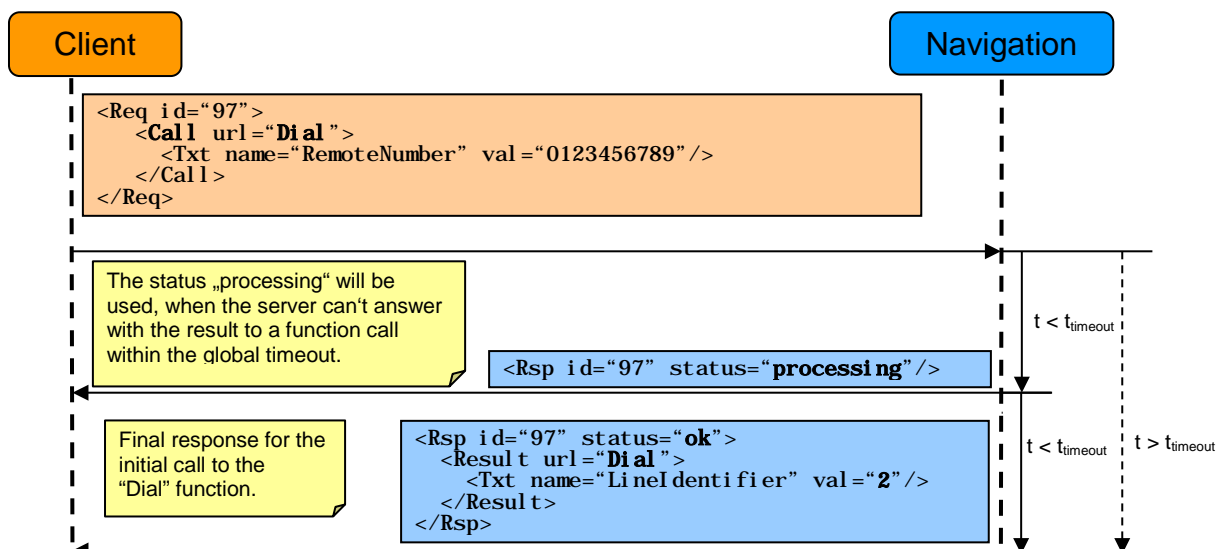 Client
Navigation
<Req id=“97”>
<Call url=“Dial”>
<Txt name=“RemoteNumber” val=“0123456789”/>
</Call>
</Req>
The status „processing“ will be
used, when the server can‘t answer
with the result to a function call
within the global timeout.
t < ttimeout
<Rsp id=“97” status=“processing”/>
Final response for the
initial call to the
“Dial” function.
<Rsp id=“97” status=“ok”>
<Result url=“Dial”>
<Txt name=“LineIdentifier” val=“2”/>
</Result>
</Rsp>
t < ttimeout
t > ttimeout